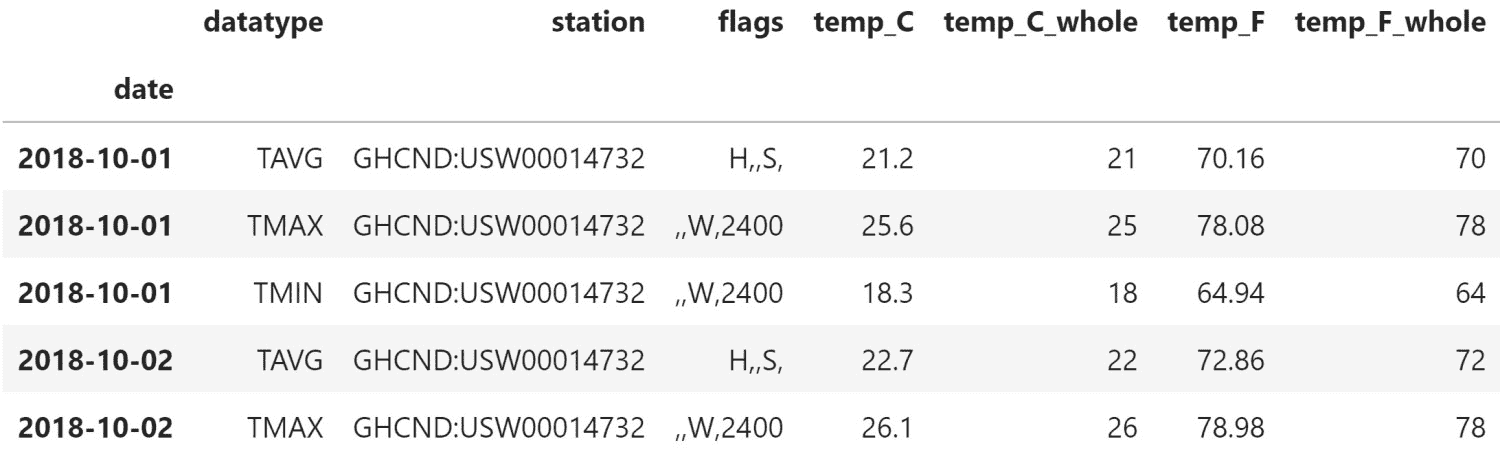 datatype station flags temp_C temp_C_whole temp_F temp_F_whole
date
2018-10-01 TAVG GHCND:USW00014732 H,,S, 21.2 21 70.16 70
2018-10-01 TMAX GHCND:USW00014732 ,,W,2400 25.6 25 78.08 78
2018-10-01 TMIN GHCND:USW00014732 ,,W,2400 18.3 18 64.94 64
2018-10-02 TAVG GHCND:USW00014732 H,,S, 22.7 22 72.86 72
2018-10-02 TMAX GHCND:USW00014732 ,,W,2400 26.1 26 78.98 78